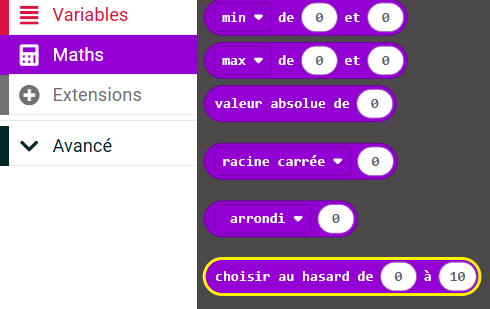 Variables
Maths
Extensions
Avancé
min de 0 et 0
max de 0 et 0
valeur absolue de 0
racine carrée 0
arrondi 0
choisir au hasard de 0 à 10